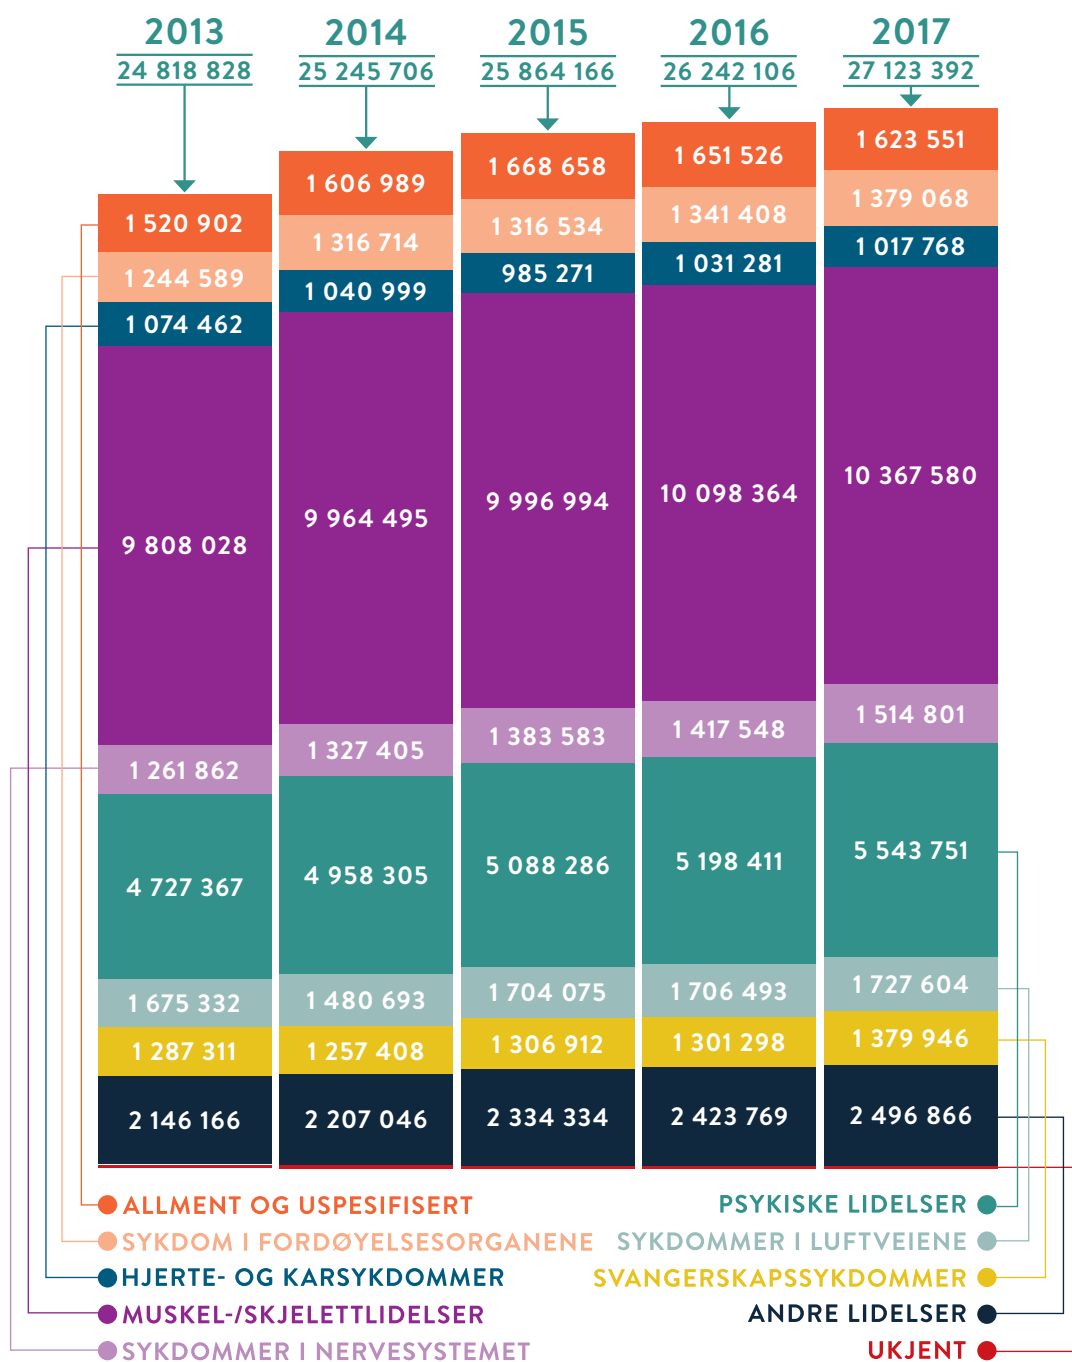 2013 2014 2015 2016 2017
24 818 828 25 245 706 25 864 166 26 242 106 27 123 392
1 520 902 1 606 989 1 668 658 1 651 526 1 623 551
1 244 589 1 316 714 1 316 534 1 341 408 1 379 068
1 074 462 1 040 999 985 271 1 031 281 1 017 768
9 808 028 9 964 495 9 996 994 10 098 364 10 367 580
1 261 862 1 327 405 1 383 583 1 417 548 1 514 801
4 727 367 4 958 305 5 088 286 5 198 411 5 543 751
1 675 332 1 480 693 1 704 075 1 706 493 1 727 604
1 287 311 1 257 408 1 306 912 1 301 298 1 379 946
2 146 166 2 207 046 2 334 334 2 423 769 2 496 866
ALLMENT OG USPESIFISERT
SYKDOM I FORDØYELSESORGANENE
HJERTE- OG KARSYKDOMMER
MUSKEL-/SKJELETTLIDELSER
SYKDOMMER I NERVESYSTEMET
PSYKISKE LIDELSER
SYKDOMMER I LUFTVEIENE
SVANGERSKAPSSYKDOMMER
ANDRE LIDELSER
UKJENT